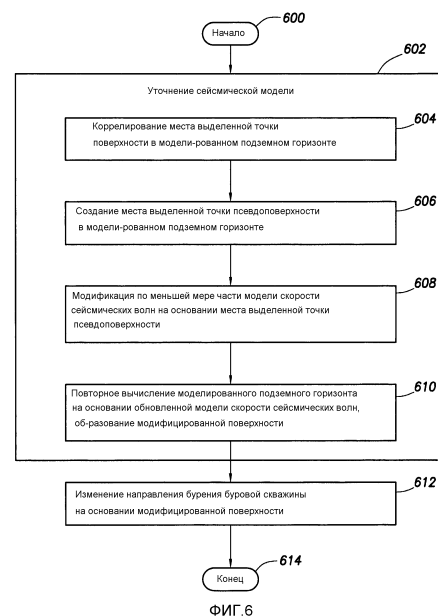 600
Начало
602
Уточнение сейсмической модели
604
Коррелирование места выделенной точки
поверхности в модели-рованном подземном горизонте
606
Создание места выделенной точки псевдоповерхности
в модели-рованном подземном горизонте
608
Модификация по меньшей мере части модели скорости
сейсмических волн на основании места выделенной точки
псевдоповерхности
610
Повторное вычисление моделированного подземного горизонта
на основании обновленной модели скорости сейсмических волн,
об-разование модифицированной поверхности
612
Изменение направления бурения буровой скважины
на основании модифицированной поверхности
614
Конец
ФИГ.6